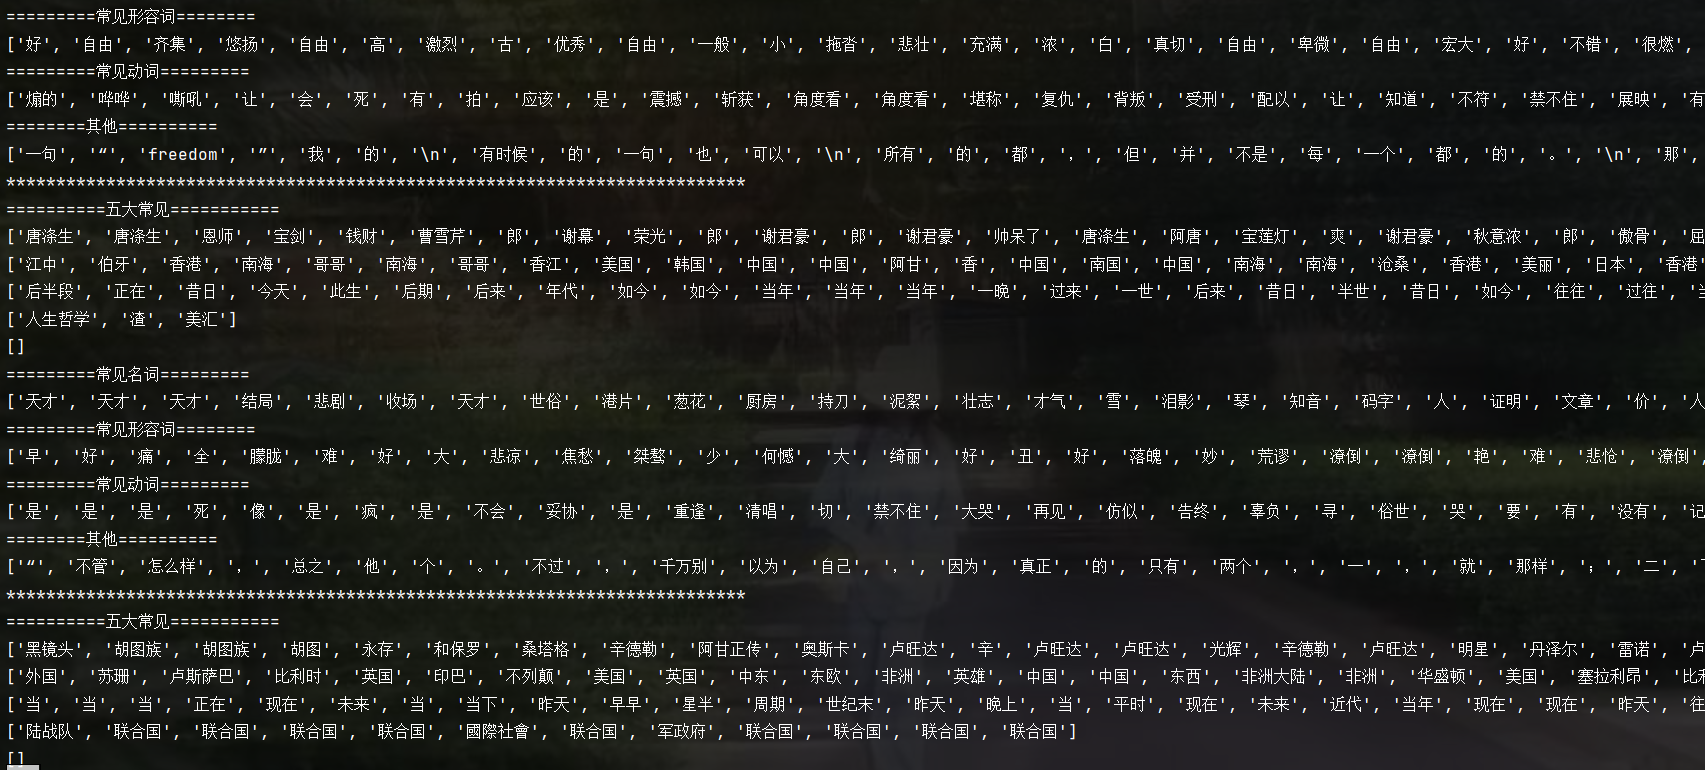 =========常见形容词========
['好', '自由', '齐集', '悠扬', '自由', '高', '激烈', '古', '优秀', '自由', '一般', '小', '拖沓', '悲壮', '充满', '浓', '白', '真切', '自由', '卑微', '自由', '宏大', '好', '不错', '很燃',
=========常见动词=========
['煽的', '哗哗', '嘶吼', '让', '会', '死', '有', '拍', '应该', '是', '震撼', '斩获', '角度看', '角度看', '堪称', '复仇', '背叛', '受刑', '配以', '让', '知道', '不符', '禁不住', '展映', '有
========其他==========
['一句', '“', 'freedom', '”', '我', '的', '\n', '有时候', '的', '一句', '也', '可以', '\n', '所有', '的', '都', '，', '但', '并', '不是', '每', '一个', '都', '的', '。', '\n', '那',
**************************************************************************
==========五大常见===========
['唐涤生', '唐涤生', '恩师', '宝剑', '钱财', '曹雪芹', '郎', '谢幕', '荣光', '郎', '谢君豪', '郎', '谢君豪', '帅呆了', '唐涤生', '阿唐', '宝莲灯', '爽', '谢君豪', '秋意浓', '郎', '傲骨', '屈
['江中', '伯牙', '香港', '南海', '哥哥', '南海', '哥哥', '香江', '美国', '韩国', '中国', '中国', '阿甘', '香', '中国', '南国', '中国', '南海', '南海', '沧桑', '香港', '美丽', '日本', '香港'
['后半段', '正在', '昔日', '今天', '此生', '后期', '后来', '年代', '如今', '如今', '当年', '当年', '当年', '一晚', '过来', '一世', '后来', '昔日', '半世', '昔日', '如今', '往往', '过往', '当
['人生哲学', '渣', '美汇']
[]
=========常见名词=========
['天才', '天才', '天才', '结局', '悲剧', '收场', '天才', '世俗', '港片', '葱花', '厨房', '持刀', '泥絮', '壮志', '才气', '雪', '泪影', '琴', '知音', '码字', '人', '证明', '文章', '价', '人
=========常见形容词========
['早', '好', '痛', '全', '朦胧', '难', '好', '大', '悲凉', '焦愁', '桀骜', '少', '何憾', '大', '绮丽', '好', '丑', '好', '落魄', '妙', '荒谬', '潦倒', '潦倒', '艳', '难', '悲怆', '潦倒',
=========常见动词=========
['是', '是', '是', '死', '像', '是', '疯', '是', '不会', '妥协', '是', '重逢', '清唱', '切', '禁不住', '大哭', '再见', '仿似', '告终', '辜负', '寻', '俗世', '哭', '要', '有', '没有', '记
========其他==========
['“', '不管', '怎么样', '，', '总之', '他', '个', '。', '不过', '，', '千万别', '以为', '自己', '，', '因为', '真正', '的', '只有', '两个', '，', '一', '，', '就', '那样', '；', '二',
**************************************************************************
==========五大常见===========
['黑镜头', '胡图族', '胡图族', '胡图', '永存', '和保罗', '桑塔格', '辛德勒', '阿甘正传', '奥斯卡', '卢旺达', '辛', '卢旺达', '卢旺达', '光辉', '辛德勒', '卢旺达', '明星', '丹泽尔', '雷诺', '卢
['外国', '苏珊', '卢斯萨巴', '比利时', '英国', '印巴', '不列颠', '美国', '英国', '中东', '东欧', '非洲', '英雄', '中国', '中国', '东西', '非洲大陆', '非洲', '华盛顿', '美国', '塞拉利昂', '比利
['当', '当', '当', '正在', '现在', '未来', '当', '当下', '昨天', '早早', '星半', '周期', '世纪末', '昨天', '晚上', '当', '平时', '现在', '未来', '近代', '当年', '现在', '现在', '昨天', '往
['陆战队', '联合国', '联合国', '联合国', '联合国', '國際社會', '联合国', '军政府', '联合国', '联合国', '联合国', '联合国']
[]